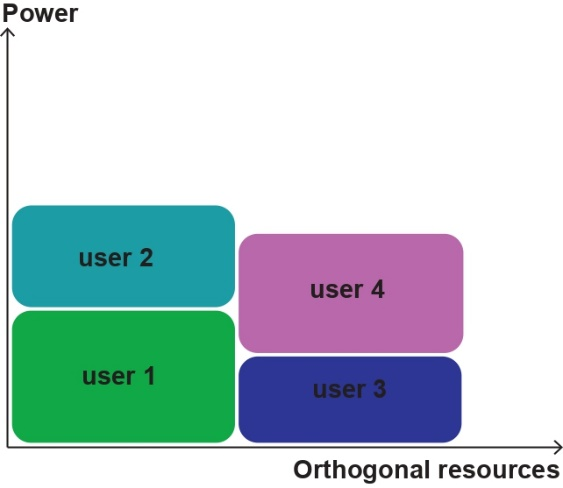 Power
user 2
user 4
user 1
user 3
Orthogonal resources